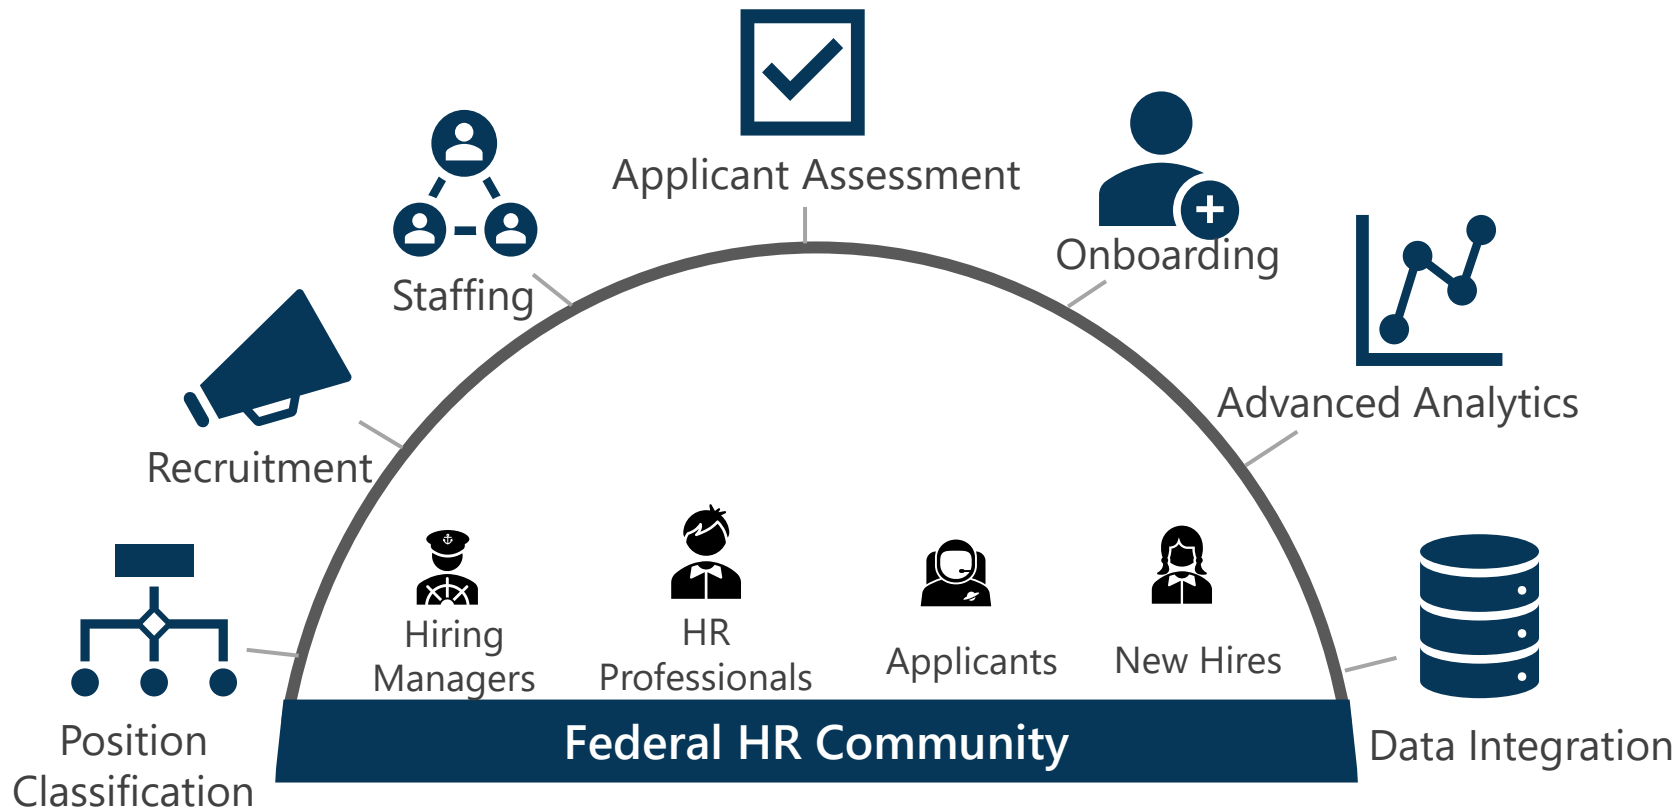 Applicant Assessment
Onboarding
Staffing
Advanced Analytics
Recruitment
Hiring
Managers
HR
Professionals
Applicants
New Hires
Position
Classification
Federal HR Community
Data Integration